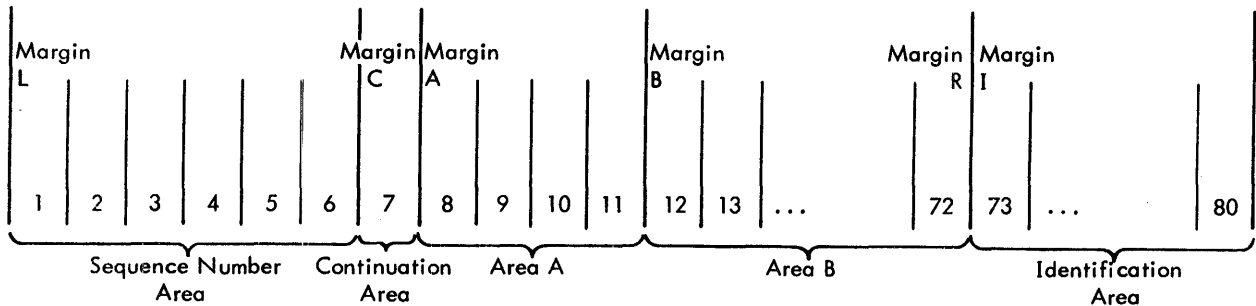 Margin Margin Margin Margin Margin Margin
L C A B R I
1 2 3 4 5 6 7 8 9 10 11 12 13 ... 72 73 ... 80
Sequence Number Continuation Area A Area B Identification
Area Area Area